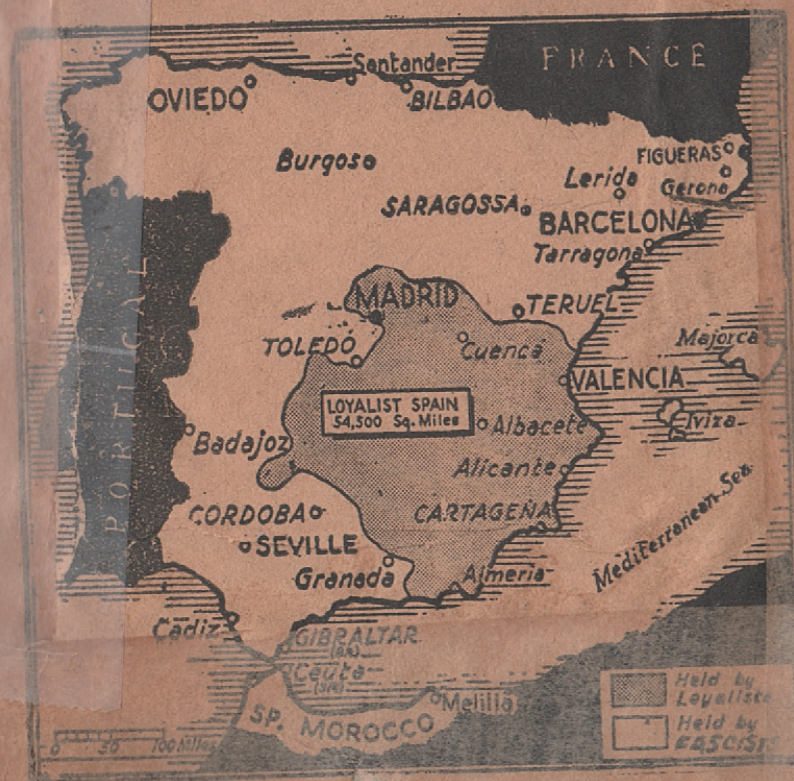 FRANCE
Santander
OVIEDO
BILBAO
Burgos
FIGUERAS
Lerida
Gerona
SARAGOSSA
BARCELONA
Tarragona
PORTUGAL
MADRID
TERUEL
TOLEDO
Cuenca
Majorca
VALENCIA
LOYALIST SPAIN
54,500 Sq. Miles
Iviza
Albacete
Badajoz
Alicante
CORDOBA
CARTAGENA
SEVILLE
Granada
Almeria
Mediterranean Sea
Cadiz
GIBRALTAR
(BR.)
Ceuta
(SP.)
Melilla
SP. MOROCCO
0 50 100 Miles
Held by
Loyalists
Held by
FASCISTS